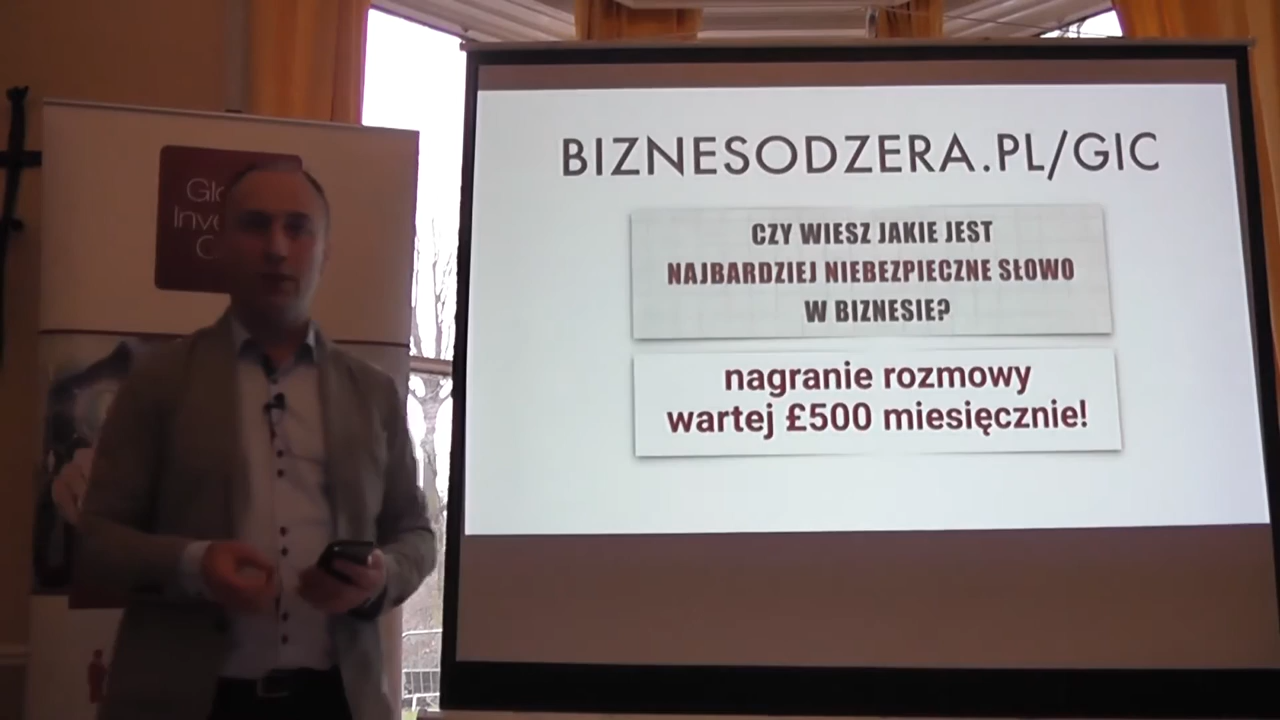 BIZNESODZERA.PL/GIC
CZY WIESZ JAKIE JEST
NAJBARDZIEJ NIEBEZPIECZNE SŁOWO
W BIZNESIE?
nagranie rozmowy
wartej £500 miesięcznie!